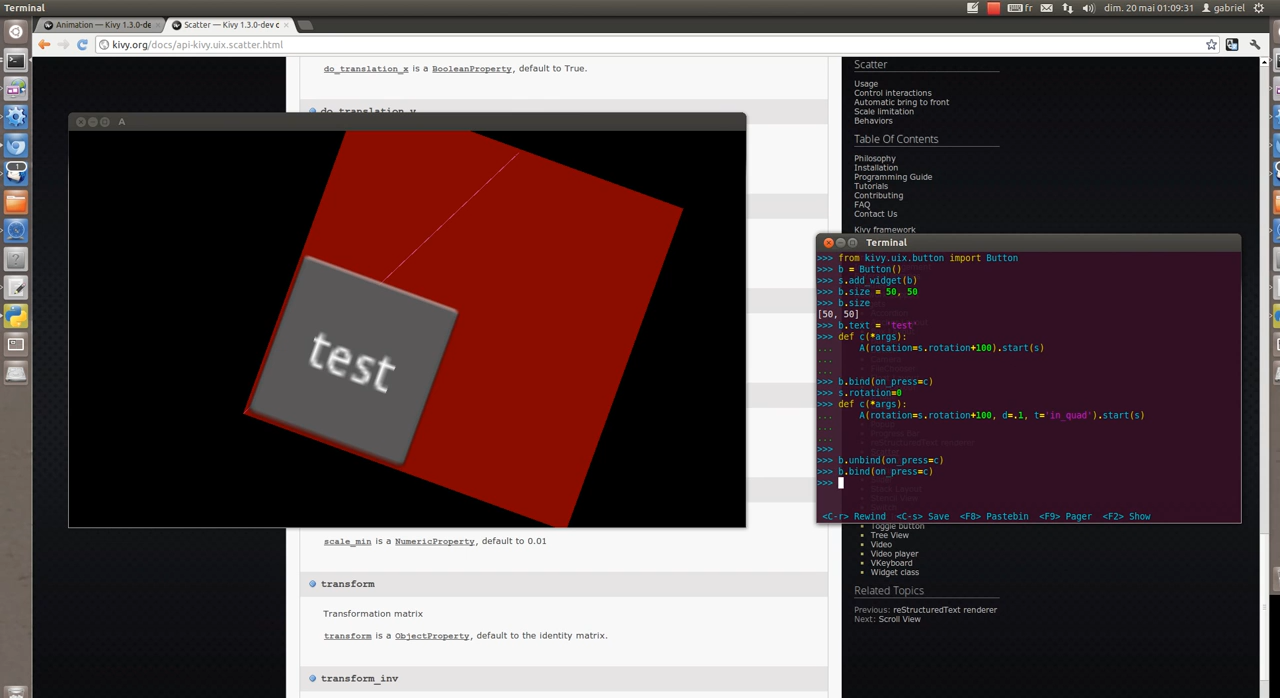 Terminal
fr
dim. 20 mai 01:09:31
gabriel
Animation — Kivy 1.3.0-de
Scatter — Kivy 1.3.0-dev c
kivy.org/docs/api-kivy.uix.scatter.html
do_translation_x is a BooleanProperty, default to True.
do_translation_y
A
test
scale_min is a NumericProperty, default to 0.01
transform
Transformation matrix
transform is a ObjectProperty, default to the identity matrix.
transform_inv
Scatter
Usage
Control interactions
Automatic bring to front
Scale limitation
Behaviors
Table Of Contents
Philosophy
Installation
Programming Guide
Tutorials
Contributing
FAQ
Contact Us
Kivy framework
Terminal
>>> from kivy.uix.button import Button
>>> b = Button()
>>> s.add_widget(b)
>>> b.size = 50, 50
>>> b.size
[50, 50]
>>> b.text = 'test'
>>> def c(*args):
...     A(rotation=s.rotation+100).start(s)
...
...
>>> b.bind(on_press=c)
>>> s.rotation=0
>>> def c(*args):
...     A(rotation=s.rotation+100, d=.1, t='in_quad').start(s)
...
...
>>>
>>> b.unbind(on_press=c)
>>> b.bind(on_press=c)
>>>
<C-r> Rewind <C-s> Save <F8> Pastebin <F9> Pager <F2> Show
Toggle button
Tree View
Video
Video player
VKeyboard
Widget class
Related Topics
Previous: reStructuredText renderer
Next: Scroll View